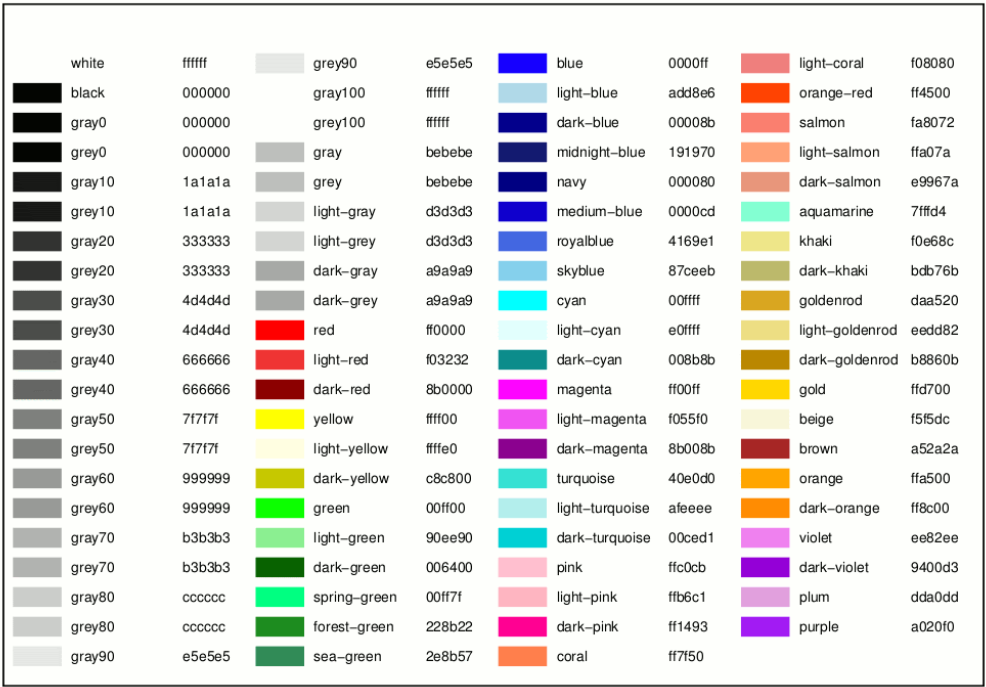 white ffffff
black 000000
gray0 000000
grey0 000000
gray10 1a1a1a
grey10 1a1a1a
gray20 333333
grey20 333333
gray30 4d4d4d
grey30 4d4d4d
gray40 666666
grey40 666666
gray50 7f7f7f
grey50 7f7f7f
gray60 999999
grey60 999999
gray70 b3b3b3
grey70 b3b3b3
gray80 cccccc
grey80 cccccc
gray90 e5e5e5
grey90 e5e5e5
gray100 ffffff
grey100 ffffff
gray bebebe
grey bebebe
light−gray d3d3d3
light−grey d3d3d3
dark−gray a9a9a9
dark−grey a9a9a9
red ff0000
light−red f03232
dark−red 8b0000
yellow ffff00
light−yellow ffffe0
dark−yellow c8c800
green 00ff00
light−green 90ee90
dark−green 006400
spring−green 00ff7f
forest−green 228b22
sea−green 2e8b57
blue 0000ff
light−blue add8e6
dark−blue 00008b
midnight−blue 191970
navy 000080
medium−blue 0000cd
royalblue 4169e1
skyblue 87ceeb
cyan 00ffff
light−cyan e0ffff
dark−cyan 008b8b
magenta ff00ff
light−magenta f055f0
dark−magenta 8b008b
turquoise 40e0d0
light−turquoise afeeee
dark−turquoise 00ced1
pink ffc0cb
light−pink ffb6c1
dark−pink ff1493
coral ff7f50
light−coral f08080
orange−red ff4500
salmon fa8072
light−salmon ffa07a
dark−salmon e9967a
aquamarine 7fffd4
khaki f0e68c
dark−khaki bdb76b
goldenrod daa520
light−goldenrod eedd82
dark−goldenrod b8860b
gold ffd700
beige f5f5dc
brown a52a2a
orange ffa500
dark−orange ff8c00
violet ee82ee
dark−violet 9400d3
plum dda0dd
purple a020f0